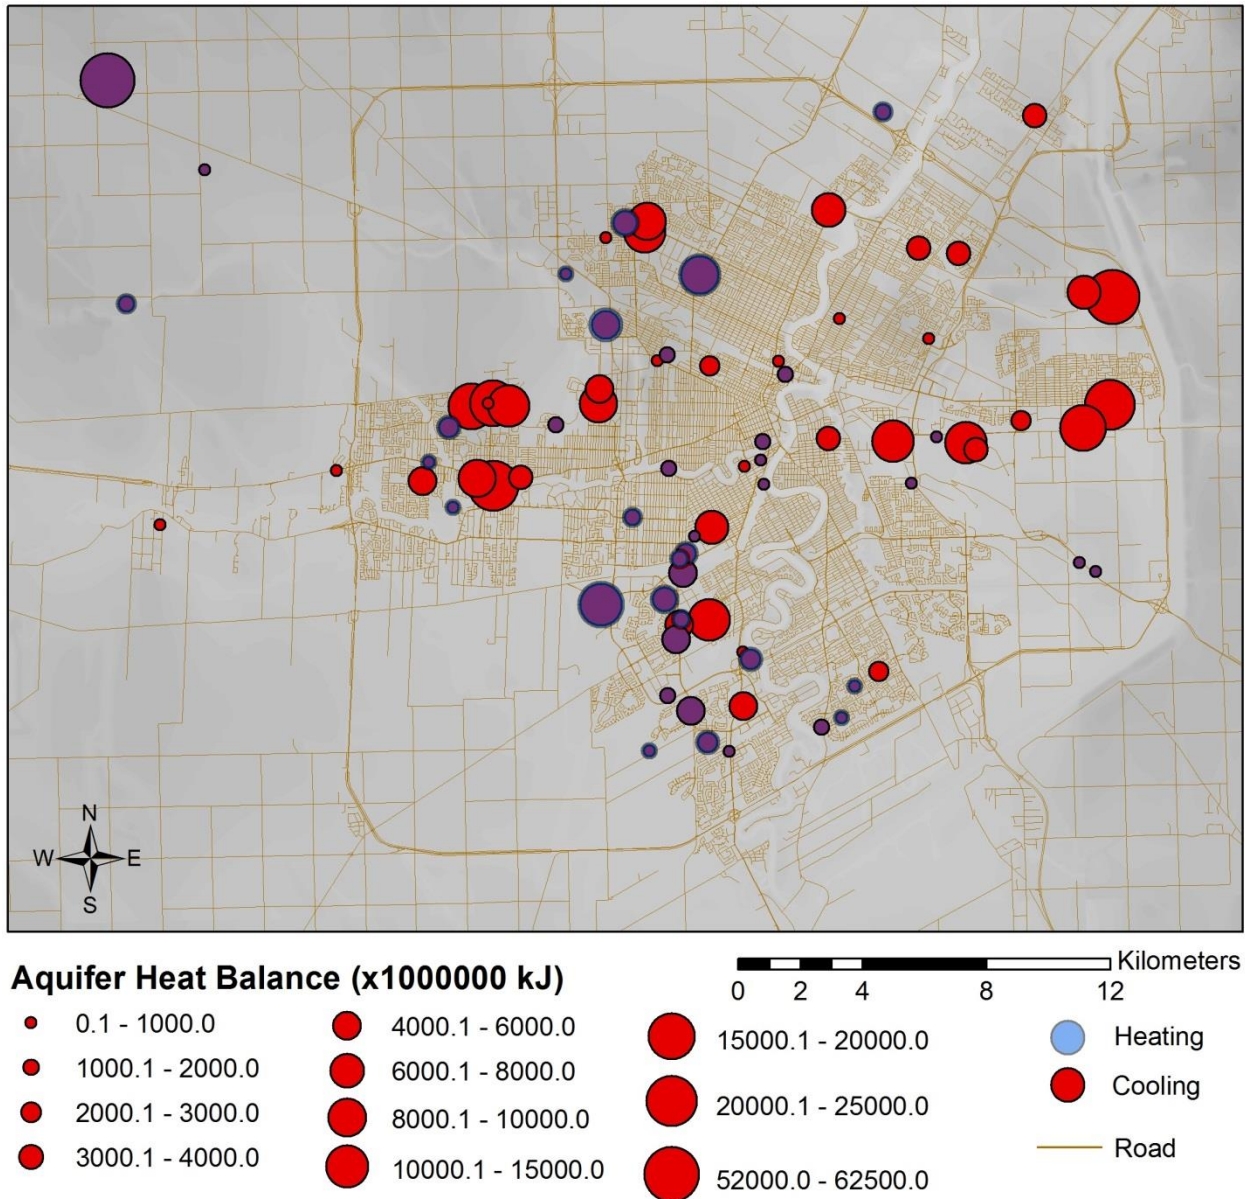 N
W E
S
Aquifer Heat Balance (x1000000 kJ)
Kilometers
0 2 4 8 12
0.1 - 1000.0
1000.1 - 2000.0
2000.1 - 3000.0
3000.1 - 4000.0
4000.1 - 6000.0
6000.1 - 8000.0
8000.1 - 10000.0
10000.1 - 15000.0
15000.1 - 20000.0
20000.1 - 25000.0
52000.0 - 62500.0
Heating
Cooling
Road